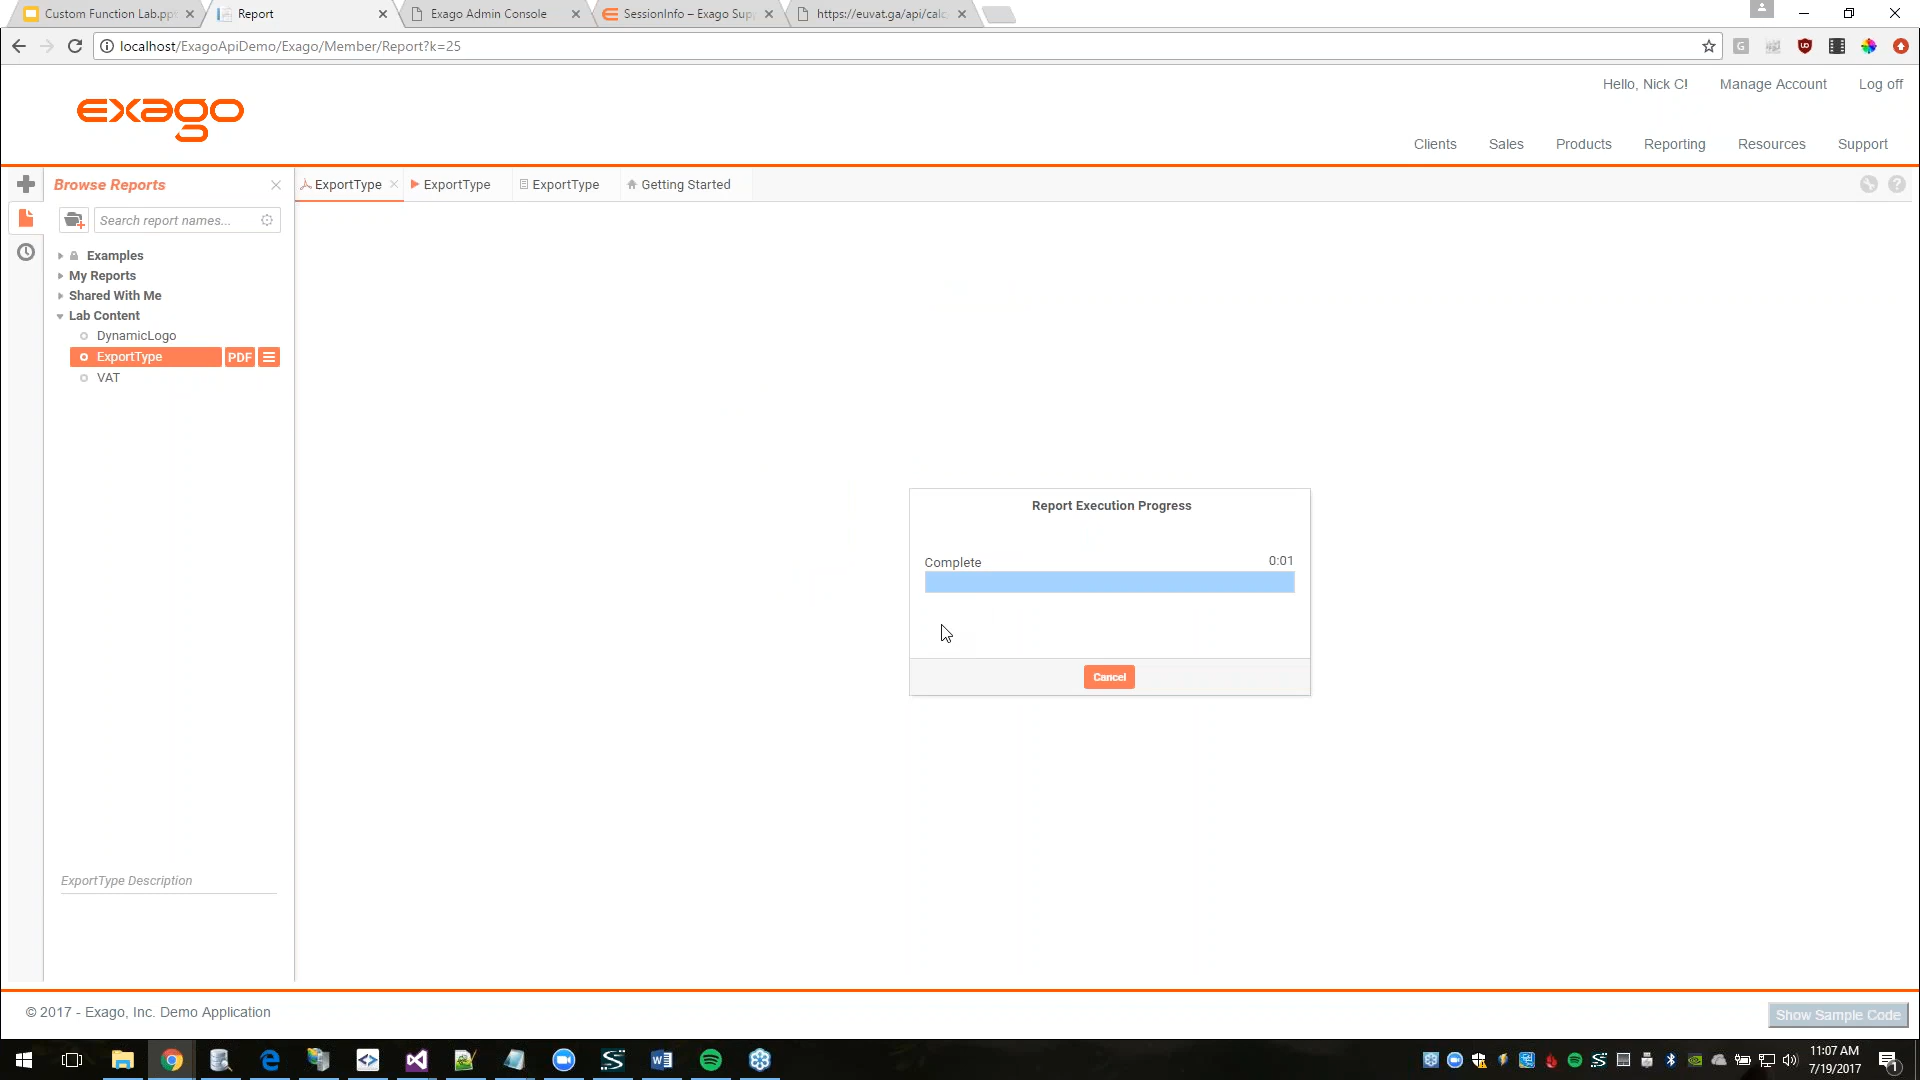 Custom Function Lab.ppt
Report
Exago Admin Console
SessionInfo – Exago Sup
https://euvat.ga/api/calc
localhost/ExagoApiDemo/Exago/Member/Report?k=25
Hello, Nick C!
Manage Account
Log off
exago
Clients
Sales
Products
Reporting
Resources
Support
Browse Reports
ExportType
ExportType
ExportType
Getting Started
Search report names...
Examples
My Reports
Shared With Me
Lab Content
DynamicLogo
ExportType
PDF
VAT
Report Execution Progress
Complete
0:01
Cancel
ExportType Description
© 2017 - Exago, Inc. Demo Application
Show Sample Code
11:07 AM
7/19/2017